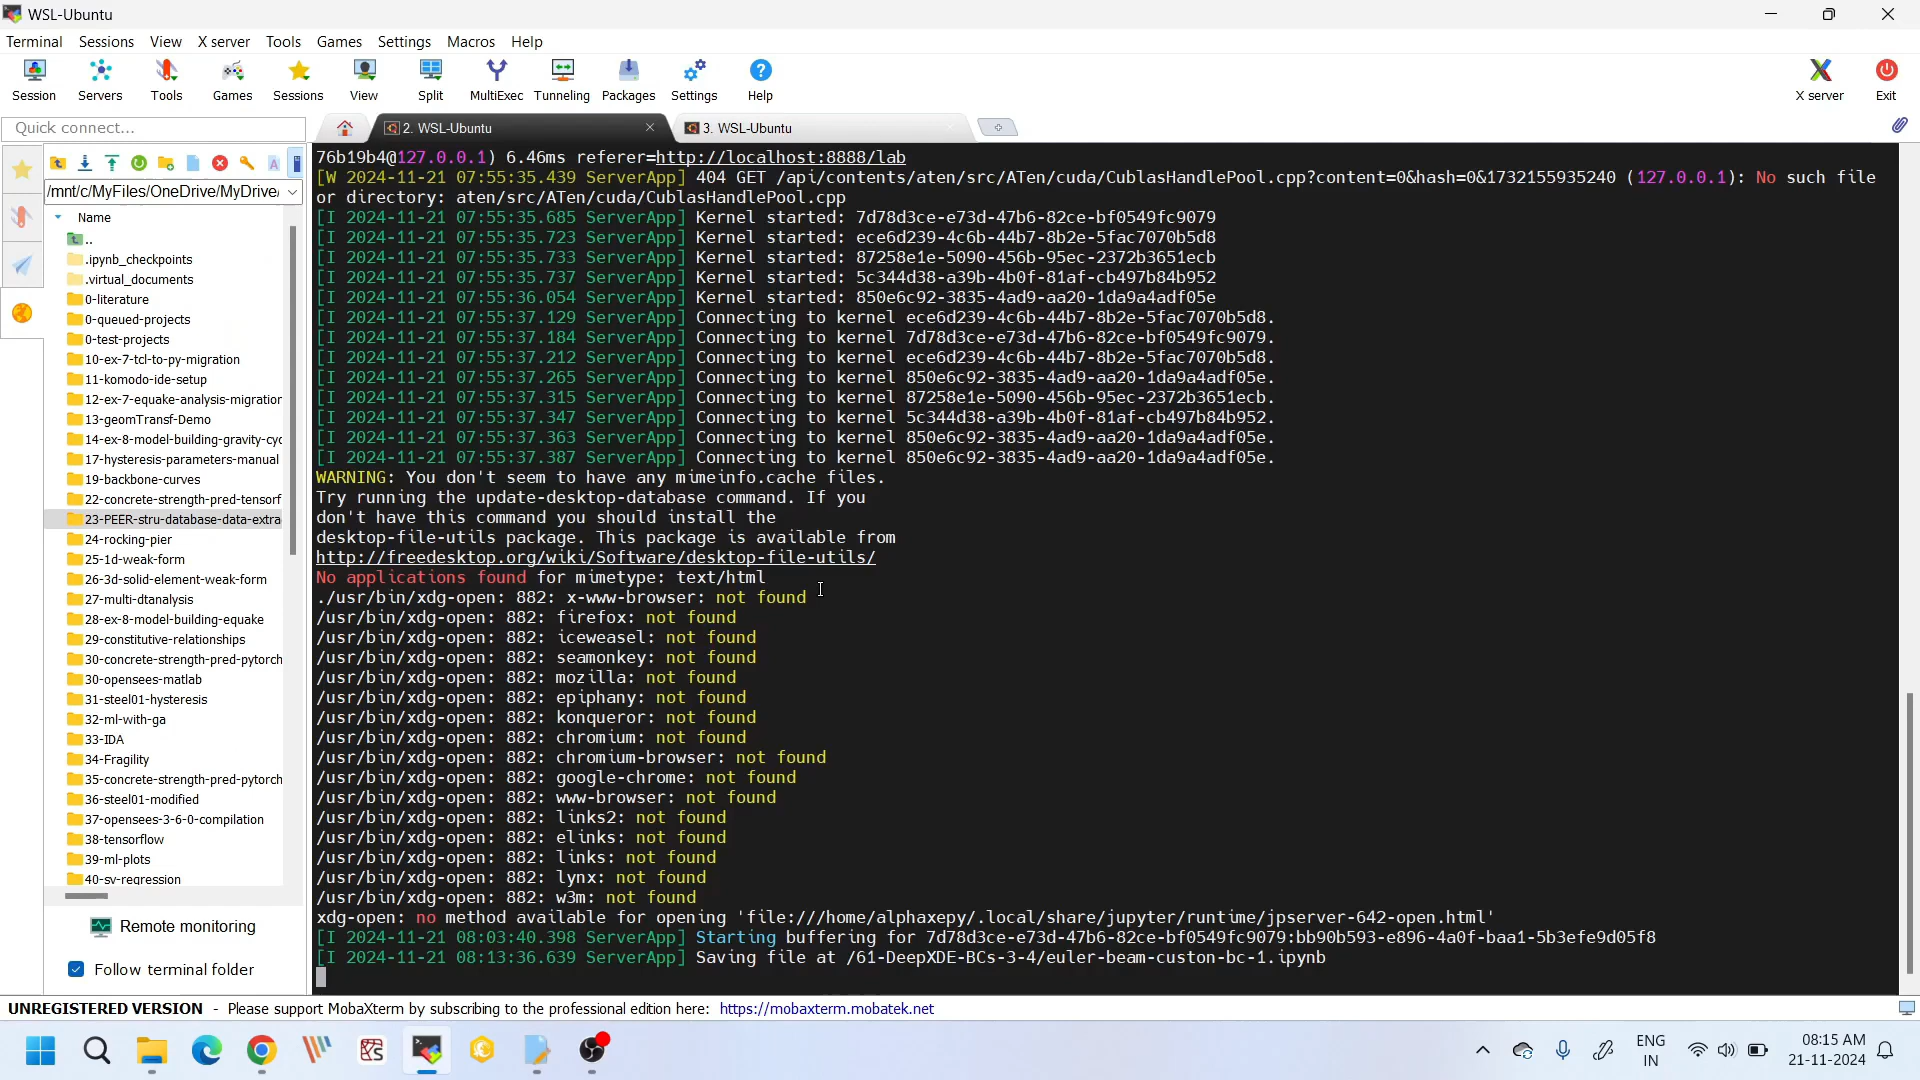 WSL-Ubuntu
Terminal Sessions View X server Tools Games Settings Macros Help
Session Servers Tools Games Sessions View Split MultiExec Tunneling Packages Settings Help X server Exit
Quick connect...
2. WSL-Ubuntu
3. WSL-Ubuntu
/mnt/c/MyFiles/OneDrive/MyDrive/
Name
..
.ipynb_checkpoints
.virtual_documents
0-literature
0-queued-projects
0-test-projects
10-ex-7-tcl-to-py-migration
11-komodo-ide-setup
12-ex-7-equake-analysis-migration
13-geomTransf-Demo
14-ex-8-model-building-gravity-cyc
17-hysteresis-parameters-manual
19-backbone-curves
22-concrete-strength-pred-tensorf
23-PEER-stru-database-data-extra
24-rocking-pier
25-1d-weak-form
26-3d-solid-element-weak-form
27-multi-dtanalysis
28-ex-8-model-building-equake
29-constitutive-relationships
30-concrete-strength-pred-pytorch
30-opensees-matlab
31-steel01-hysteresis
32-ml-with-ga
33-IDA
34-Fragility
35-concrete-strength-pred-pytorch
36-steel01-modified
37-opensees-3-6-0-compilation
38-tensorflow
39-ml-plots
40-sv-regression
Remote monitoring
Follow terminal folder
76b19b4@127.0.0.1) 6.46ms referer=http://localhost:8888/lab
[W 2024-11-21 07:55:35.439 ServerApp] 404 GET /api/contents/aten/src/ATen/cuda/CublasHandlePool.cpp?content=0&hash=0&1732155935240 (127.0.0.1): No such file
or directory: aten/src/ATen/cuda/CublasHandlePool.cpp
[I 2024-11-21 07:55:35.685 ServerApp] Kernel started: 7d78d3ce-e73d-47b6-82ce-bf0549fc9079
[I 2024-11-21 07:55:35.723 ServerApp] Kernel started: ece6d239-4c6b-44b7-8b2e-5fac7070b5d8
[I 2024-11-21 07:55:35.733 ServerApp] Kernel started: 87258e1e-5090-456b-95ec-2372b3651ecb
[I 2024-11-21 07:55:35.737 ServerApp] Kernel started: 5c344d38-a39b-4b0f-81af-cb497b84b952
[I 2024-11-21 07:55:36.054 ServerApp] Kernel started: 850e6c92-3835-4ad9-aa20-1da9a4adf05e
[I 2024-11-21 07:55:37.129 ServerApp] Connecting to kernel ece6d239-4c6b-44b7-8b2e-5fac7070b5d8.
[I 2024-11-21 07:55:37.184 ServerApp] Connecting to kernel 7d78d3ce-e73d-47b6-82ce-bf0549fc9079.
[I 2024-11-21 07:55:37.212 ServerApp] Connecting to kernel ece6d239-4c6b-44b7-8b2e-5fac7070b5d8.
[I 2024-11-21 07:55:37.265 ServerApp] Connecting to kernel 850e6c92-3835-4ad9-aa20-1da9a4adf05e.
[I 2024-11-21 07:55:37.315 ServerApp] Connecting to kernel 87258e1e-5090-456b-95ec-2372b3651ecb.
[I 2024-11-21 07:55:37.347 ServerApp] Connecting to kernel 5c344d38-a39b-4b0f-81af-cb497b84b952.
[I 2024-11-21 07:55:37.363 ServerApp] Connecting to kernel 850e6c92-3835-4ad9-aa20-1da9a4adf05e.
[I 2024-11-21 07:55:37.387 ServerApp] Connecting to kernel 850e6c92-3835-4ad9-aa20-1da9a4adf05e.
WARNING: You don't seem to have any mimeinfo.cache files.
Try running the update-desktop-database command. If you
don't have this command you should install the
desktop-file-utils package. This package is available from
http://freedesktop.org/wiki/Software/desktop-file-utils/
No applications found for mimetype: text/html
./usr/bin/xdg-open: 882: x-www-browser: not found
/usr/bin/xdg-open: 882: firefox: not found
/usr/bin/xdg-open: 882: iceweasel: not found
/usr/bin/xdg-open: 882: seamonkey: not found
/usr/bin/xdg-open: 882: mozilla: not found
/usr/bin/xdg-open: 882: epiphany: not found
/usr/bin/xdg-open: 882: konqueror: not found
/usr/bin/xdg-open: 882: chromium: not found
/usr/bin/xdg-open: 882: chromium-browser: not found
/usr/bin/xdg-open: 882: google-chrome: not found
/usr/bin/xdg-open: 882: www-browser: not found
/usr/bin/xdg-open: 882: links2: not found
/usr/bin/xdg-open: 882: elinks: not found
/usr/bin/xdg-open: 882: links: not found
/usr/bin/xdg-open: 882: lynx: not found
/usr/bin/xdg-open: 882: w3m: not found
xdg-open: no method available for opening 'file:///home/alphaxepy/.local/share/jupyter/runtime/jpserver-642-open.html'
[I 2024-11-21 08:03:40.398 ServerApp] Starting buffering for 7d78d3ce-e73d-47b6-82ce-bf0549fc9079:bb90b593-e896-4a0f-baa1-5b3efe9d05f8
[I 2024-11-21 08:13:36.639 ServerApp] Saving file at /61-DeepXDE-BCs-3-4/euler-beam-custon-bc-1.ipynb
UNREGISTERED VERSION - Please support MobaXterm by subscribing to the professional edition here: https://mobaxterm.mobatek.net
ENG
IN
08:15 AM
21-11-2024